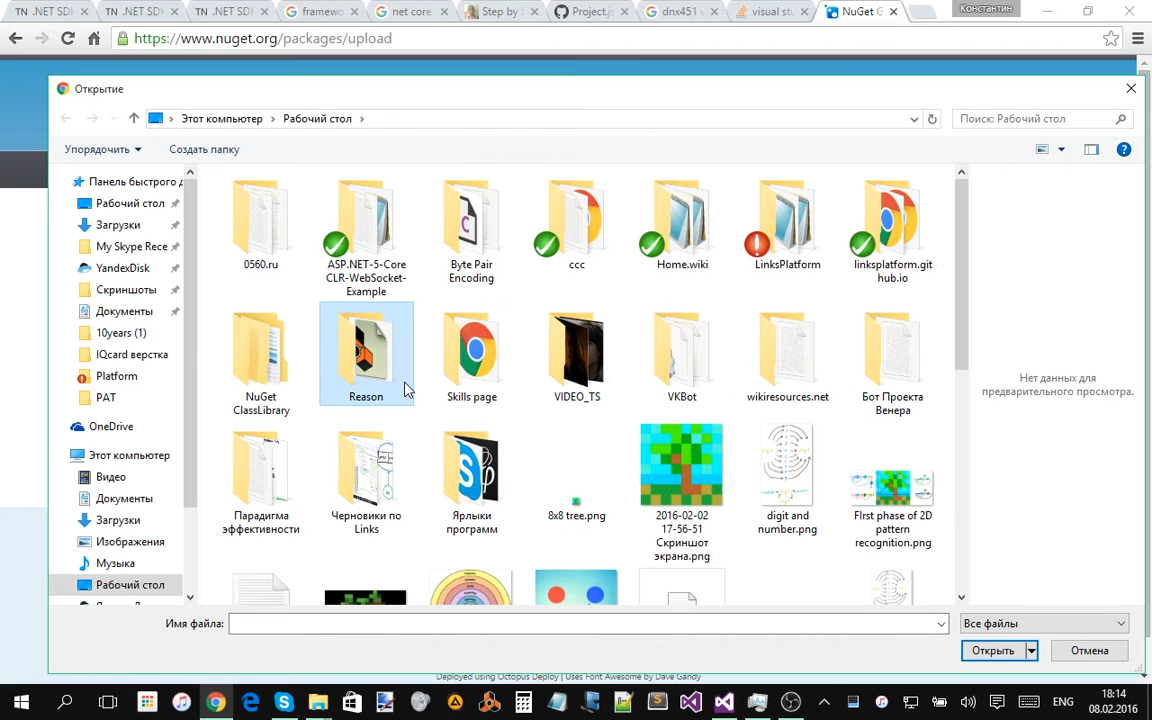 TN .NET SDK
TN .NET SDK
TN .NET SDK
framewo
net core
Step by S
Project.js
dnx451 v
visual stu
NuGet G
Константин
https://www.nuget.org/packages/upload
Открытие
Этот компьютер
Рабочий стол
Поиск: Рабочий стол
Упорядочить
Создать папку
Панель быстрого д
Рабочий стол
Загрузки
My Skype Rece
YandexDisk
Скриншоты
Документы
10years (1)
IQcard верстка
Platform
PAT
OneDrive
Этот компьютер
Видео
Документы
Загрузки
Изображения
Музыка
Рабочий стол
0560.ru
ASP.NET-5-Core
CLR-WebSocket-
Example
Byte Pair
Encoding
ccc
Home.wiki
LinksPlatform
linksplatform.git
hub.io
NuGet
ClassLibrary
Reason
Skills page
VIDEO_TS
VKBot
wikiresources.net
Бот Проекта
Венера
Парадигма
эффективности
Черновики по
Links
Ярлыки
программ
8x8 tree.png
2016-02-02
17-56-51
Скриншот
экрана.png
digit and
number.png
FIrst phase of 2D
pattern
recognition.png
Нет данных для
предварительного просмотра.
Имя файла:
Все файлы
Открыть
Отмена
Deployed using Octopus Deploy | Uses Font Awesome by Dave Gandy
ENG
18:14
08.02.2016